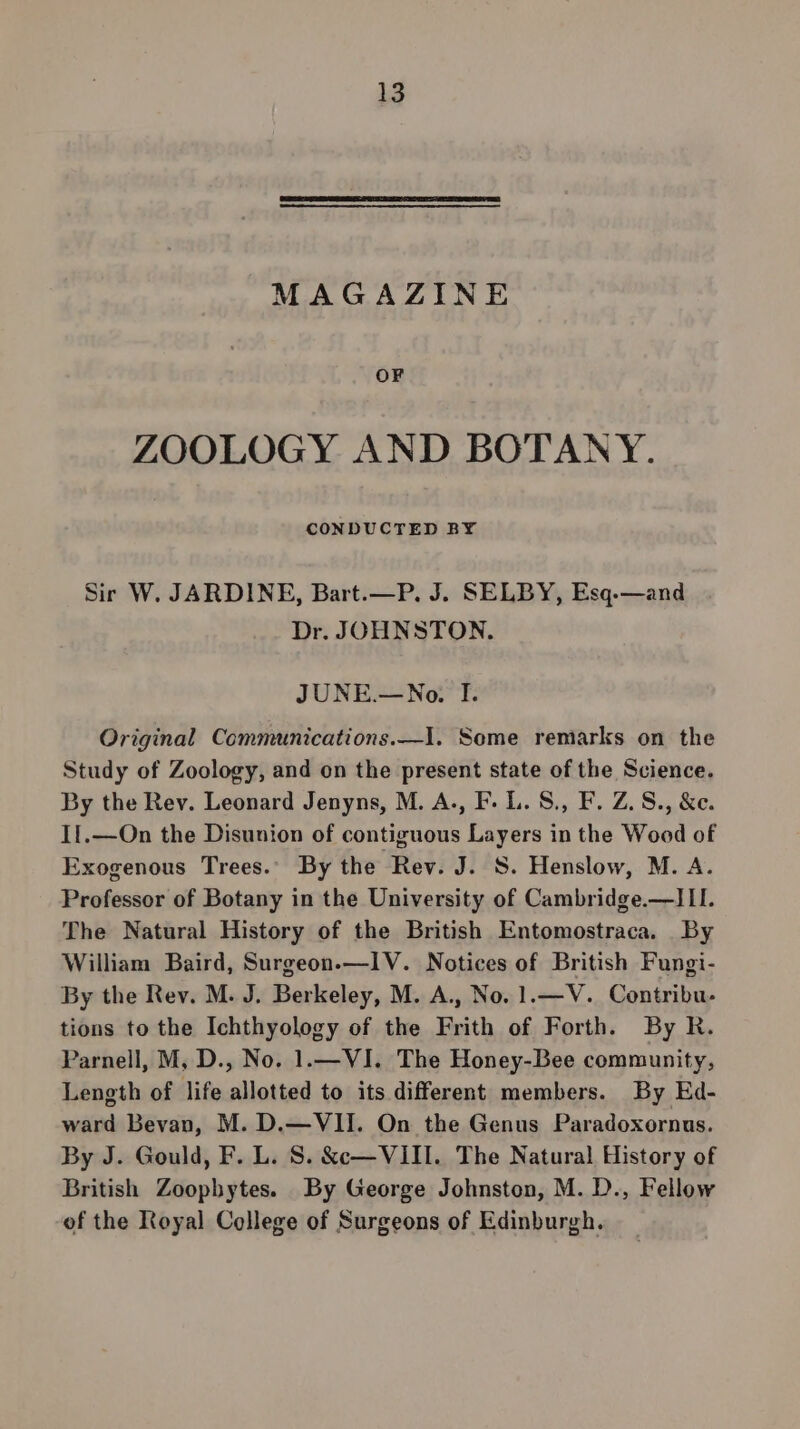 13
MAGAZINE
OF
ZOOLOGY AND BOTANY.
CONDUCTED BY
Sir W. JARDINE, Bart.—P. J. SELBY, Esq.—and
Dr. JOHNSTON.
JUNE.—No. I.
Original Communications.—I. Some remarks on the
Study of Zoology, and on the present state of the Science.
By the Rev. Leonard Jenyns, M. A., F. L. S., F. Z. S., &c.
II.—On the Disunion of contiguous Layers in the Wood of
Exogenous Trees. By the Rev. J. S. Henslow, M. A.
Professor of Botany in the University of Cambridge.—III.
The Natural History of the British Entomostraca. By
William Baird, Surgeon.—IV. Notices of British Fungi-
By the Rev. M. J. Berkeley, M. A., No. 1.—V. Contribu-
tions to the Ichthyology of the Frith of Forth. By R.
Parnell, M, D., No. 1.—VI. The Honey-Bee community,
Length of life allotted to its different members. By Ed-
ward Bevan, M. D.—VII. On the Genus Paradoxornus.
By J. Gould, F. L. S. &c—VIII. The Natural History of
British Zoophytes. By George Johnston, M. D., Fellow
of the Royal College of Surgeons of Edinburgh.